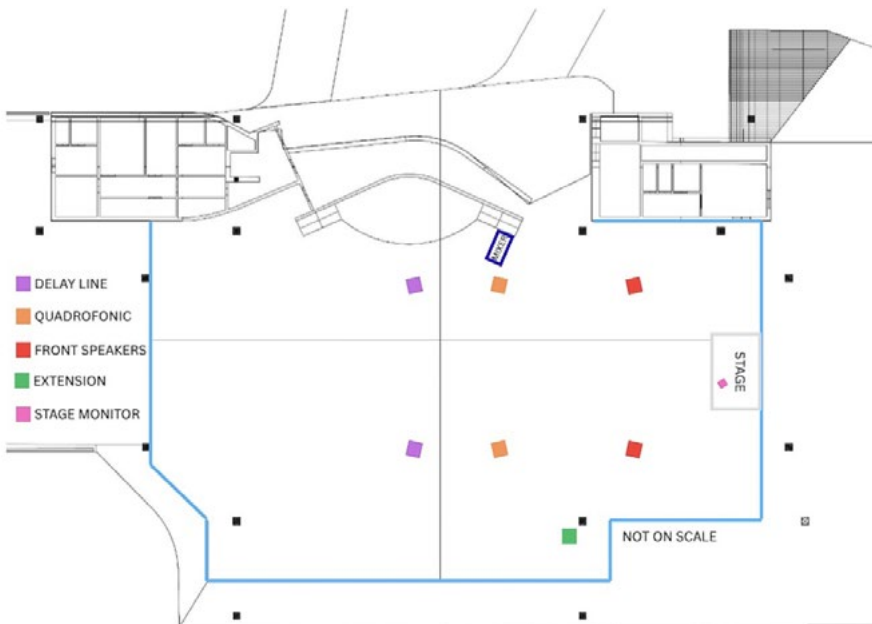 MIXER
DELAY LINE
QUADROFONIC
FRONT SPEAKERS
EXTENSION
STAGE MONITOR
STAGE
NOT ON SCALE